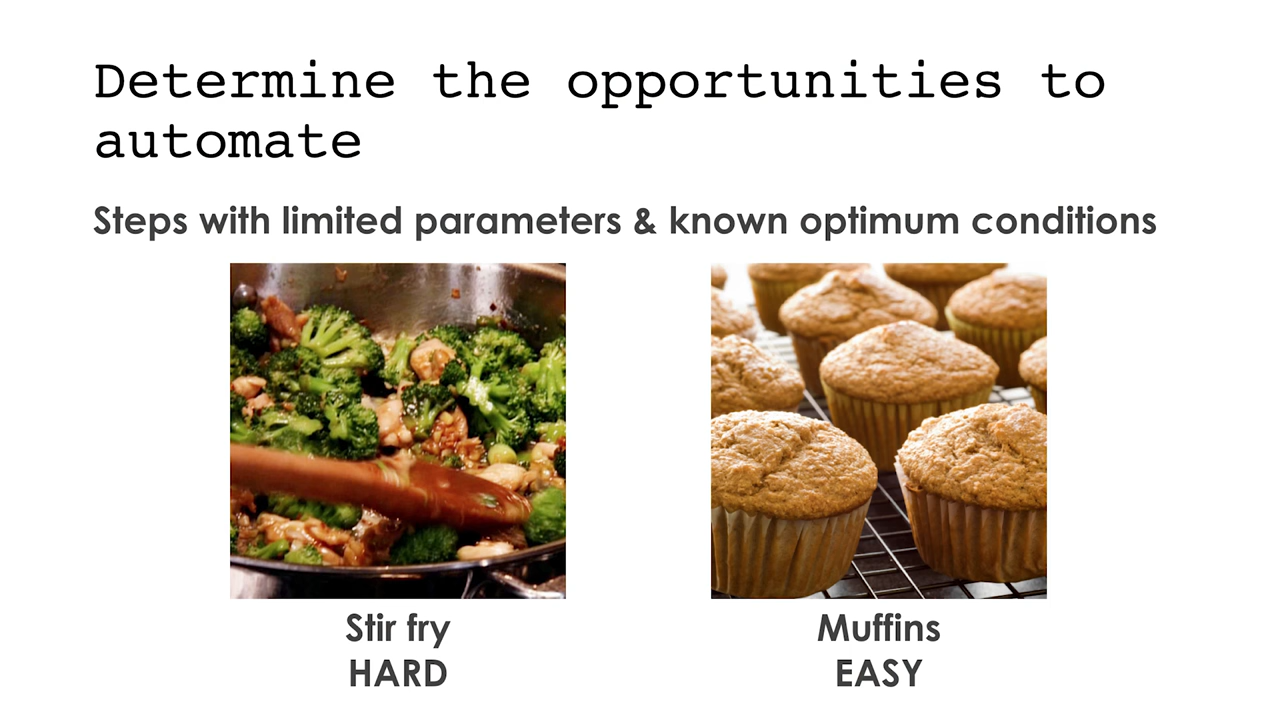 Determine the opportunities to
automate
Steps with limited parameters & known optimum conditions
Stir fry
HARD
Muffins
EASY